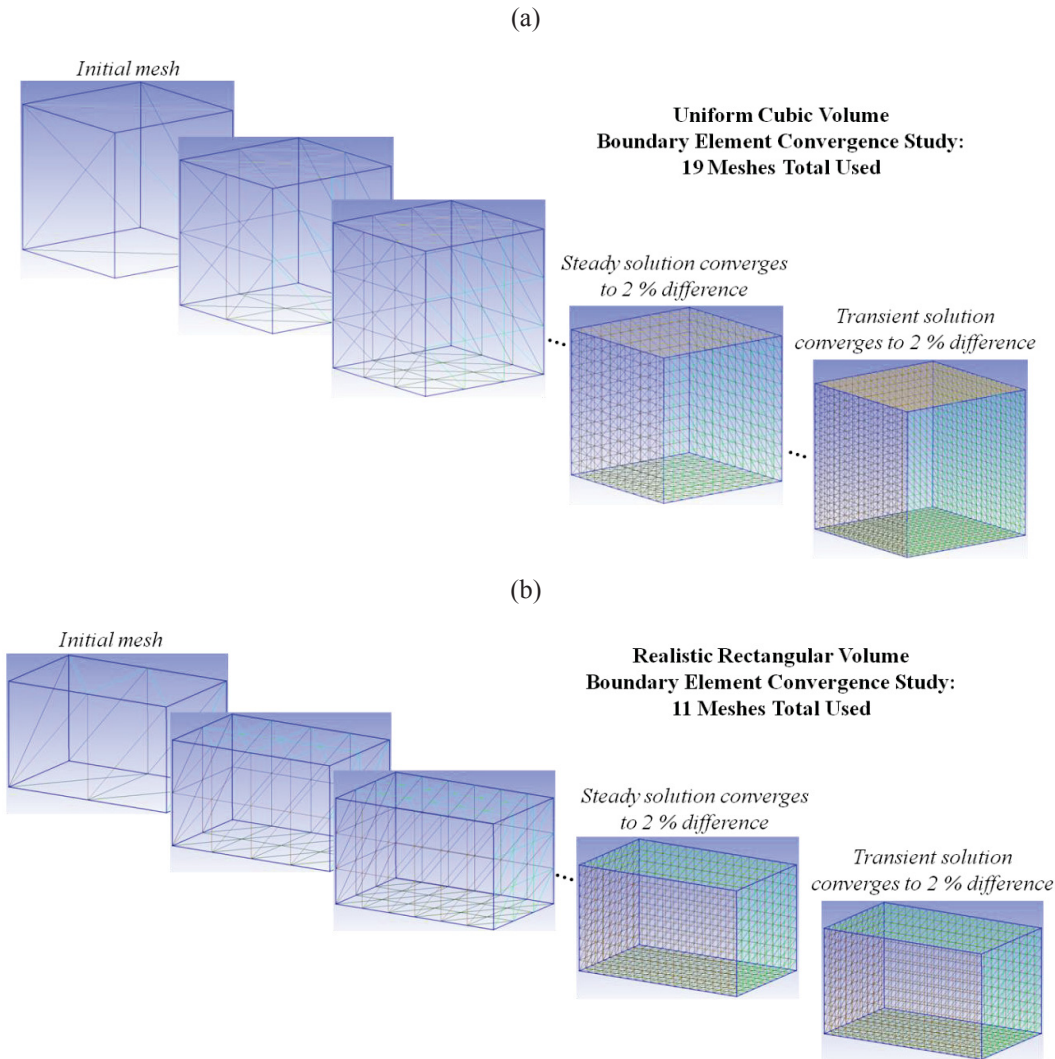 (a)
Initial mesh
Uniform Cubic Volume
Boundary Element Convergence Study:
19 Meshes Total Used
Steady solution converges
to 2 % difference
Transient solution
converges to 2 % difference
...
...
(b)
Initial mesh
Realistic Rectangular Volume
Boundary Element Convergence Study:
11 Meshes Total Used
Steady solution converges
to 2 % difference
Transient solution
converges to 2 % difference
...